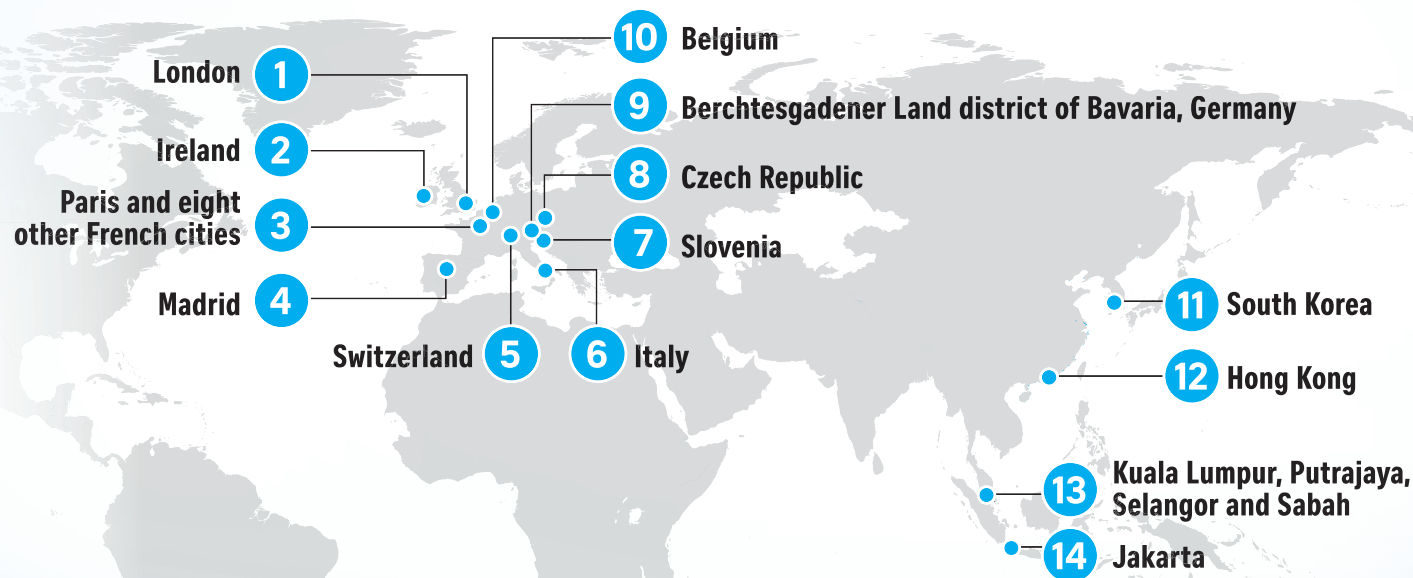 London 1
Ireland 2
Paris and eight
other French cities 3
Madrid 4
Switzerland 5
6 Italy
7 Slovenia
8 Czech Republic
9 Berchtesgadener Land district of Bavaria, Germany
10 Belgium
11 South Korea
12 Hong Kong
13 Kuala Lumpur, Putrajaya,
Selangor and Sabah
14 Jakarta